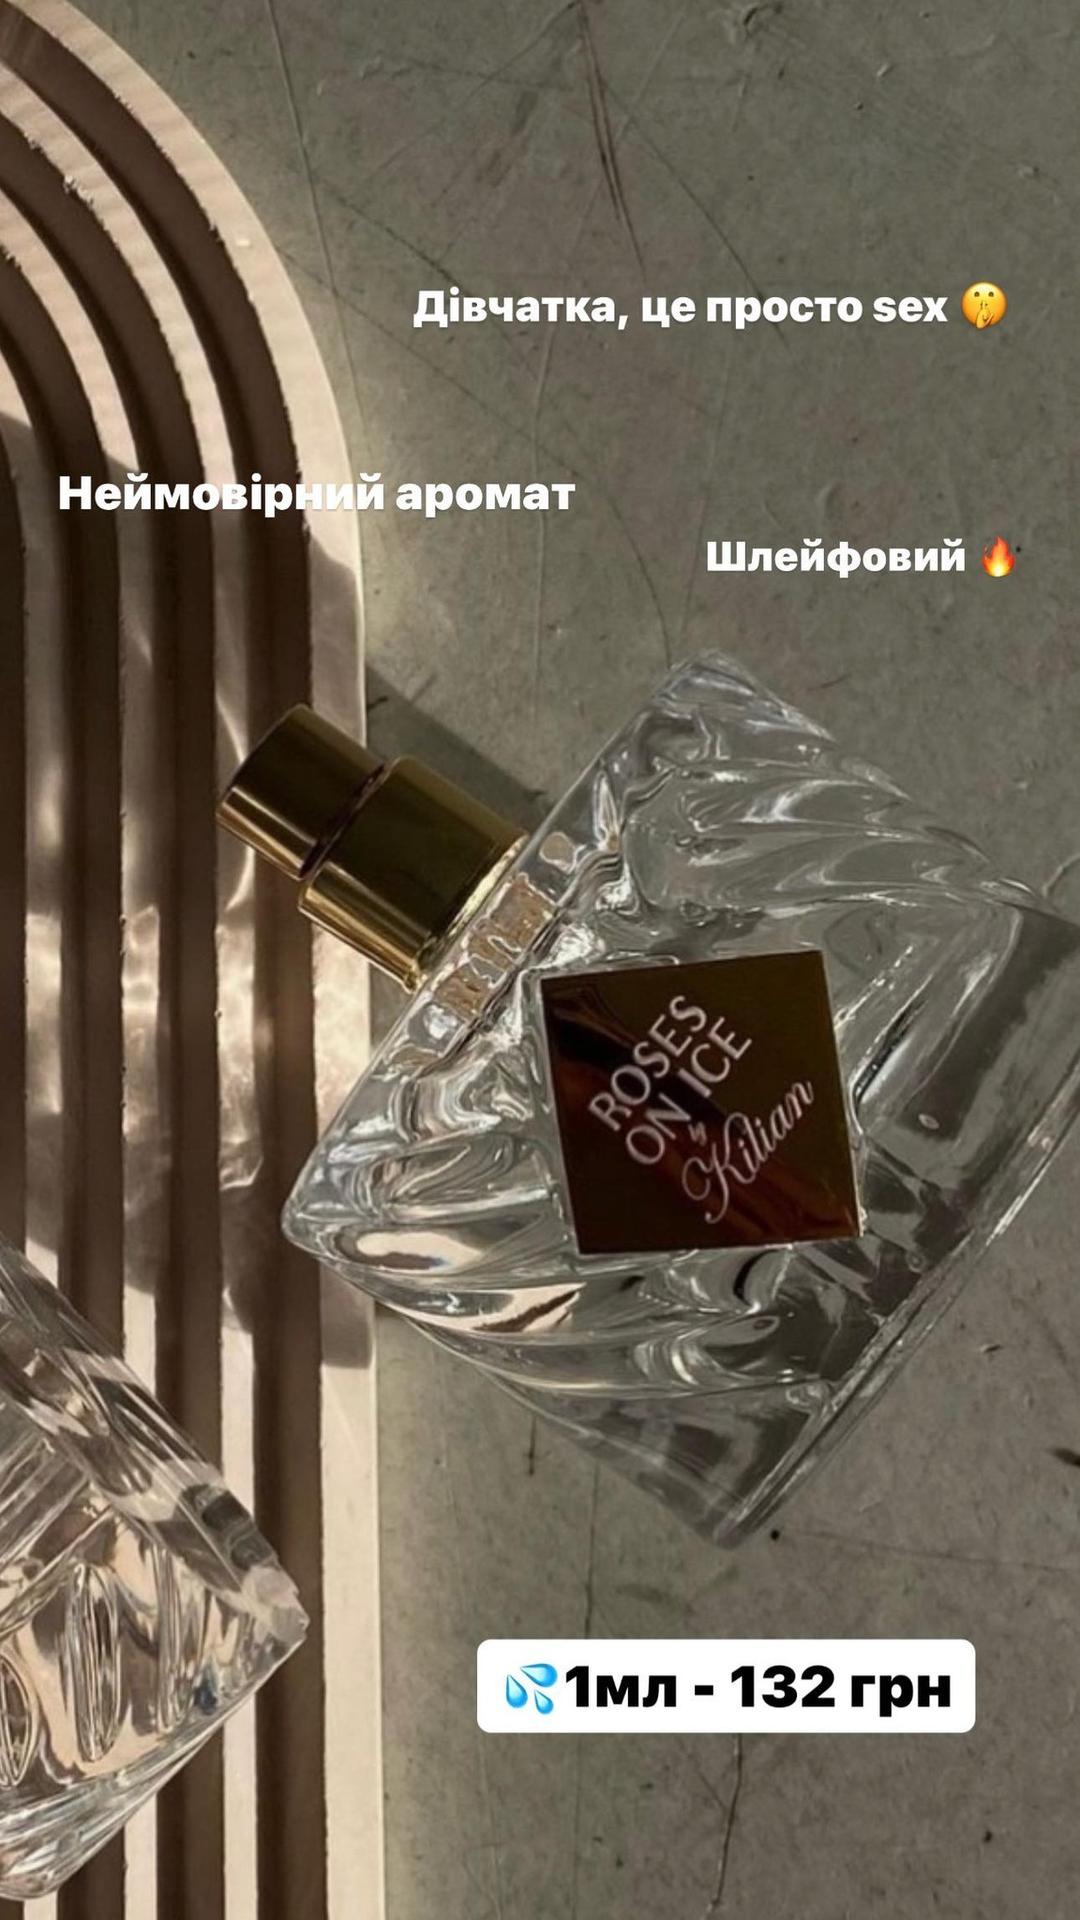 Дівчатка, це просто sex 🤫
Неймовірний аромат
Шлейфовий 🔥
ROSES
ON ICE
by
Kilian
💦1мл - 132 грн